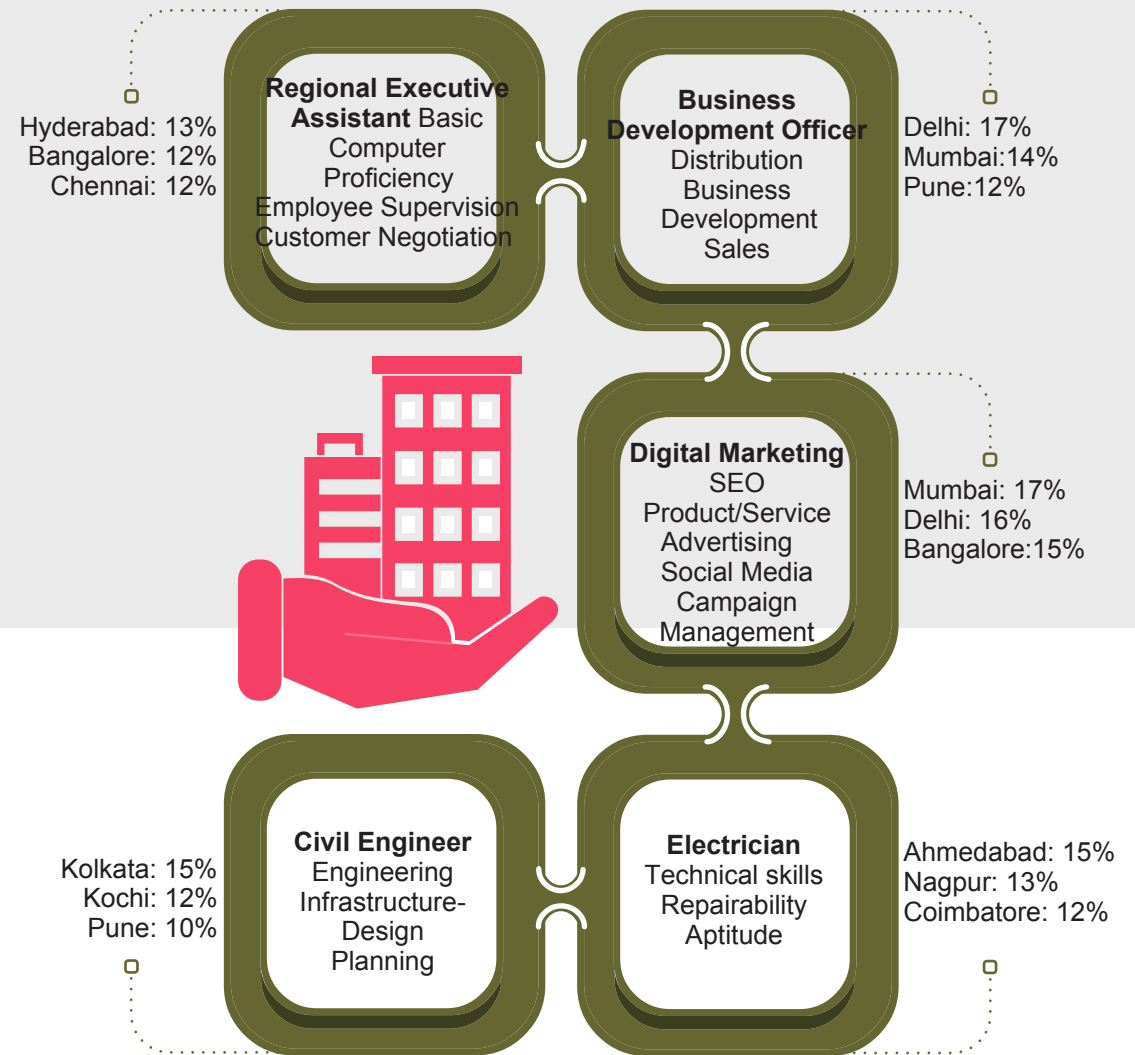 Regional Executive
Assistant Basic
Computer
Proficiency
Employee Supervision
Customer Negotiation
Hyderabad: 13%
Bangalore: 12%
Chennai: 12%
Business
Development Officer
Distribution
Business
Development
Sales
Delhi: 17%
Mumbai:14%
Pune:12%
Digital Marketing
SEO
Product/Service
Advertising
Social Media
Campaign
Management
Mumbai: 17%
Delhi: 16%
Bangalore:15%
Civil Engineer
Engineering
Infrastructure-
Design
Planning
Kolkata: 15%
Kochi: 12%
Pune: 10%
Electrician
Technical skills
Repairability
Aptitude
Ahmedabad: 15%
Nagpur: 13%
Coimbatore: 12%